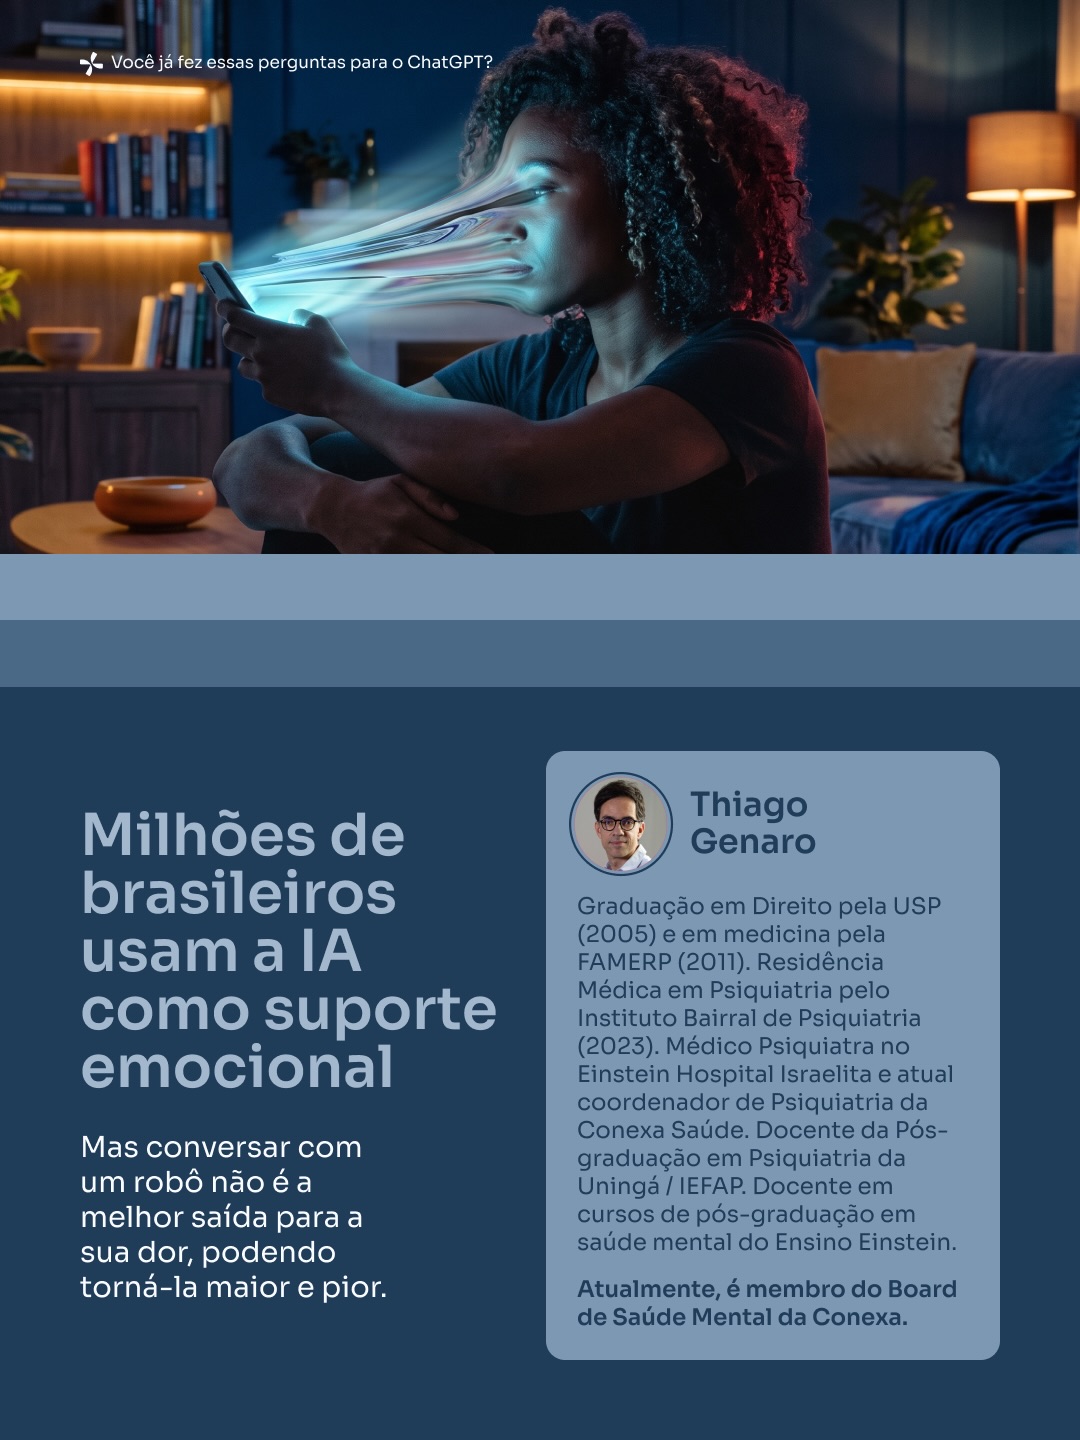 Você já fez essas perguntas para o ChatGPT?
Milhões de
brasileiros
usam a IA
como suporte
emocional
Mas conversar com
um robô não é a
melhor saída para a
sua dor, podendo
torná-la maior e pior.
Thiago
Genaro
Graduação em Direito pela USP
(2005) e em medicina pela
FAMERP (2011). Residência
Médica em Psiquiatria pelo
Instituto Bairral de Psiquiatria
(2023). Médico Psiquiatra no
Einstein Hospital Israelita e atual
coordenador de Psiquiatria da
Conexa Saúde. Docente da Pós-
graduação em Psiquiatria da
Uningá / IEFAP. Docente em
cursos de pós-graduação em
saúde mental do Ensino Einstein.
Atualmente, é membro do Board
de Saúde Mental da Conexa.